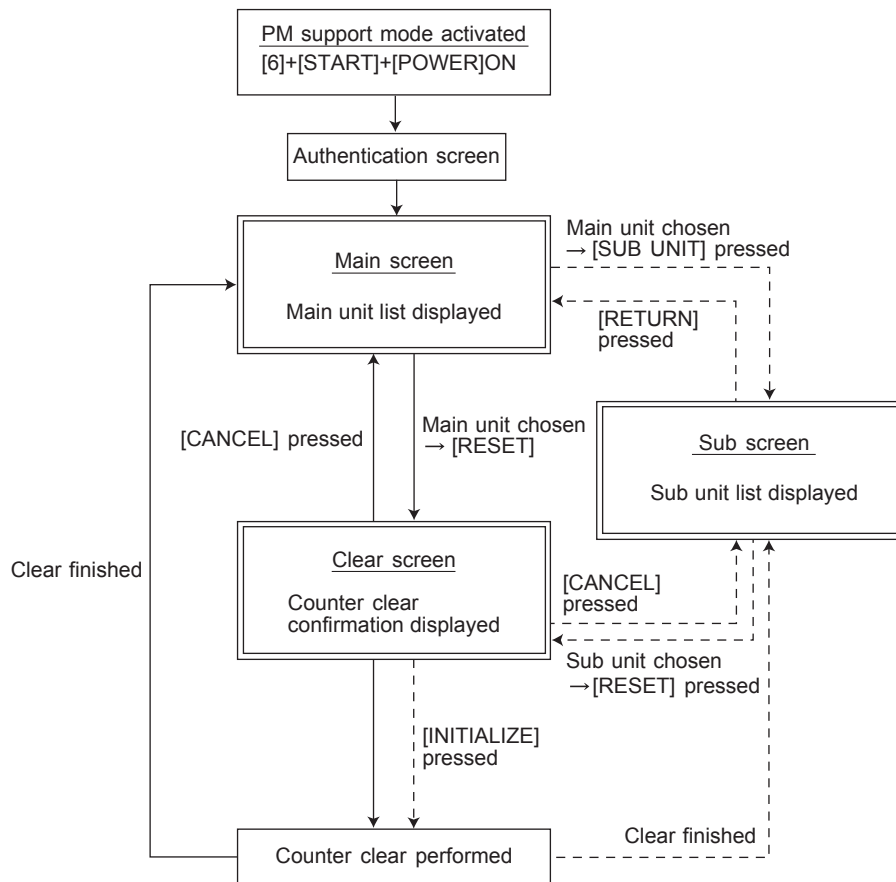 PM support mode activated
[6]+[START]+[POWER]ON
Authentication screen
Main screen
Main unit list displayed
Main unit chosen
→ [SUB UNIT] pressed
[RETURN]
pressed
[CANCEL] pressed
Main unit chosen
→ [RESET]
Sub screen
Sub unit list displayed
Clear finished
Clear screen
Counter clear
confirmation displayed
[CANCEL]
pressed
Sub unit chosen
→[RESET] pressed
[INITIALIZE]
pressed
Clear finished
Counter clear performed